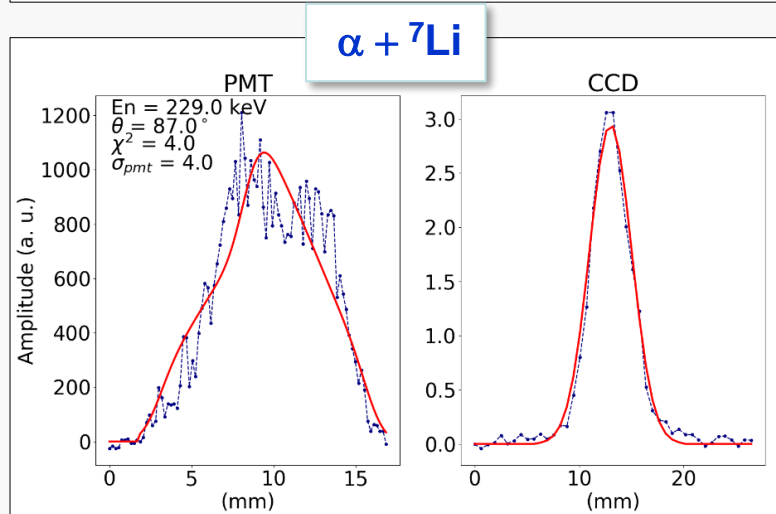 α + ⁷Li
PMT
CCD
En = 229.0 keV
θ = 87.0°
χ² = 4.0
σpmt = 4.0
Amplitude (a. u.)
1200
1000
800
600
400
200
0
0 5 10 15
(mm)
3.0
2.5
2.0
1.5
1.0
0.5
0.0
0 10 20
(mm)